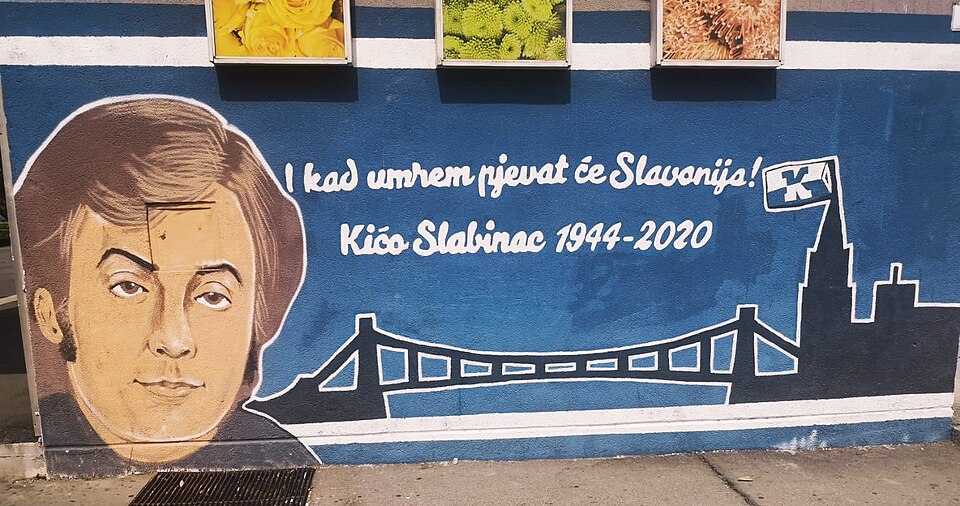 I kad umrem pjevat će Slavonija!
Kićo Slabinac 1944-2020
K